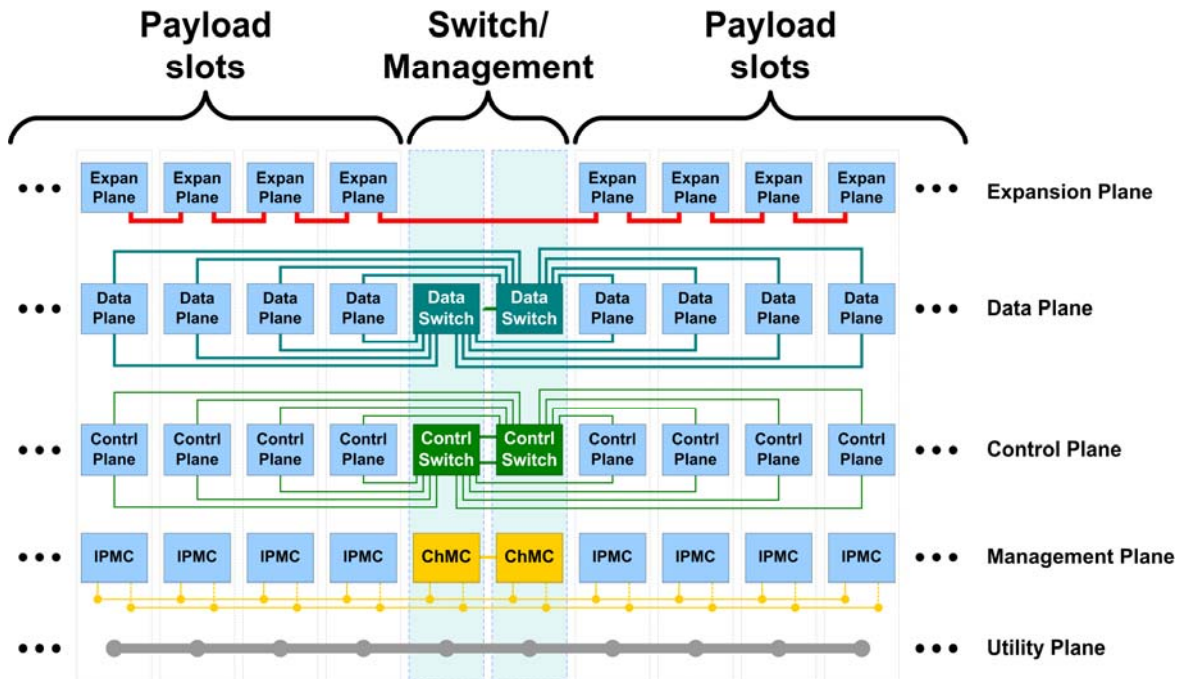 Payload
slots
Switch/
Management
Payload
slots
Expan
Plane
Expan
Plane
Expan
Plane
Expan
Plane
Expan
Plane
Expan
Plane
Expan
Plane
Expan
Plane
Expansion Plane
Data
Plane
Data
Plane
Data
Plane
Data
Plane
Data
Switch
Data
Switch
Data
Plane
Data
Plane
Data
Plane
Data
Plane
Data Plane
Contrl
Plane
Contrl
Plane
Contrl
Plane
Contrl
Plane
Contrl
Switch
Contrl
Switch
Contrl
Plane
Contrl
Plane
Contrl
Plane
Contrl
Plane
Control Plane
IPMC
IPMC
IPMC
IPMC
ChMC
ChMC
IPMC
IPMC
IPMC
IPMC
Management Plane
Utility Plane